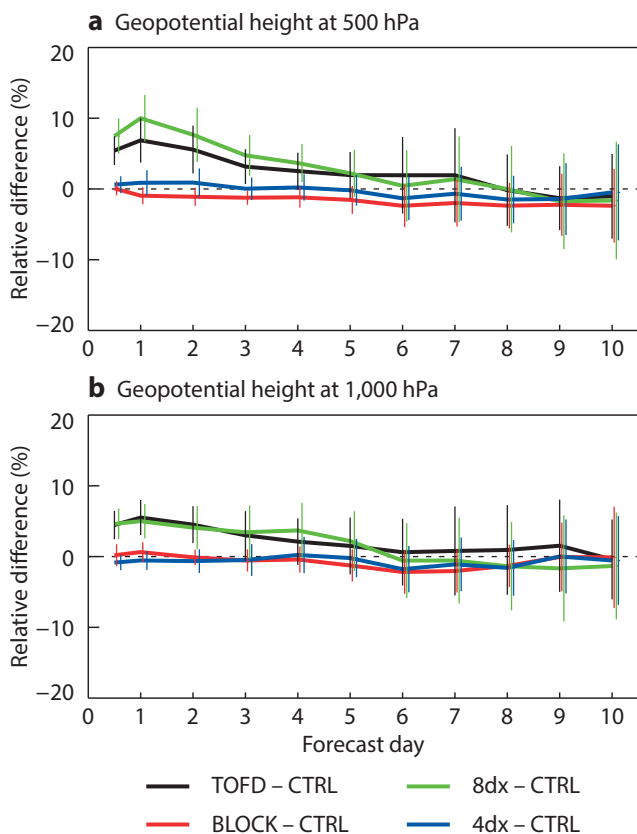 a Geopotential height at 500 hPa
20
10
0
−10
−20
Relative difference (%)
0 1 2 3 4 5 6 7 8 9 10
b Geopotential height at 1,000 hPa
20
10
0
−10
−20
Relative difference (%)
0 1 2 3 4 5 6 7 8 9 10
Forecast day
TOFD – CTRL
8dx – CTRL
BLOCK – CTRL
4dx – CTRL